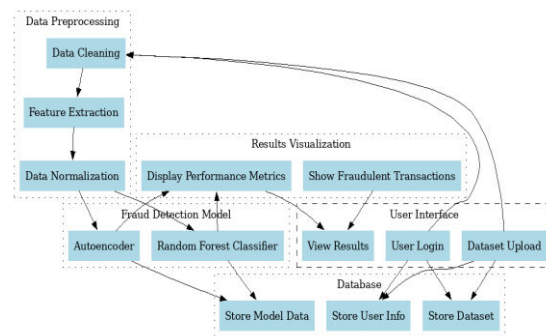 Data Preprocessing
Data Cleaning
Feature Extraction
Results Visualization
Data Normalization
Display Performance Metrics
Show Fraudulent Transactions
Fraud Detection Model
User Interface
Autoencoder
Random Forest Classifier
View Results
User Login
Dataset Upload
Database
Store Model Data
Store User Info
Store Dataset